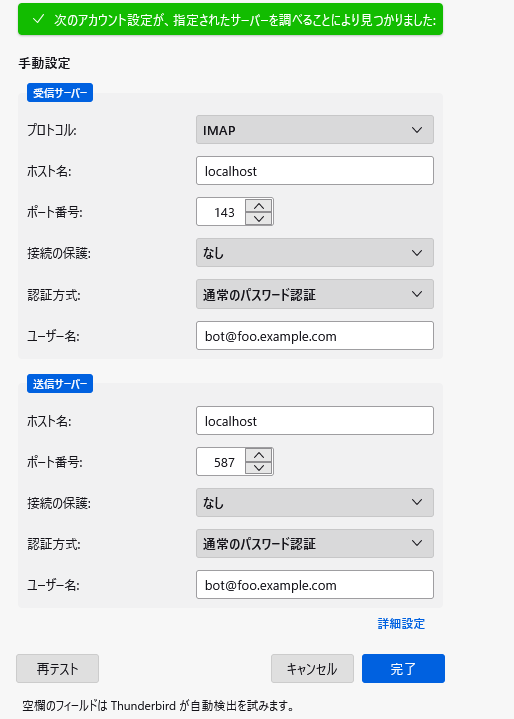 次のアカウント設定が、指定されたサーバーを調べることにより見つかりました:
手動設定
受信サーバー
プロトコル: IMAP
ホスト名: localhost
ポート番号: 143
接続の保護: なし
認証方式: 通常のパスワード認証
ユーザー名: bot@foo.example.com
送信サーバー
ホスト名: localhost
ポート番号: 587
接続の保護: なし
認証方式: 通常のパスワード認証
ユーザー名: bot@foo.example.com
詳細設定
再テスト キャンセル 完了
空欄のフィールドは Thunderbird が自動検出を試みます。